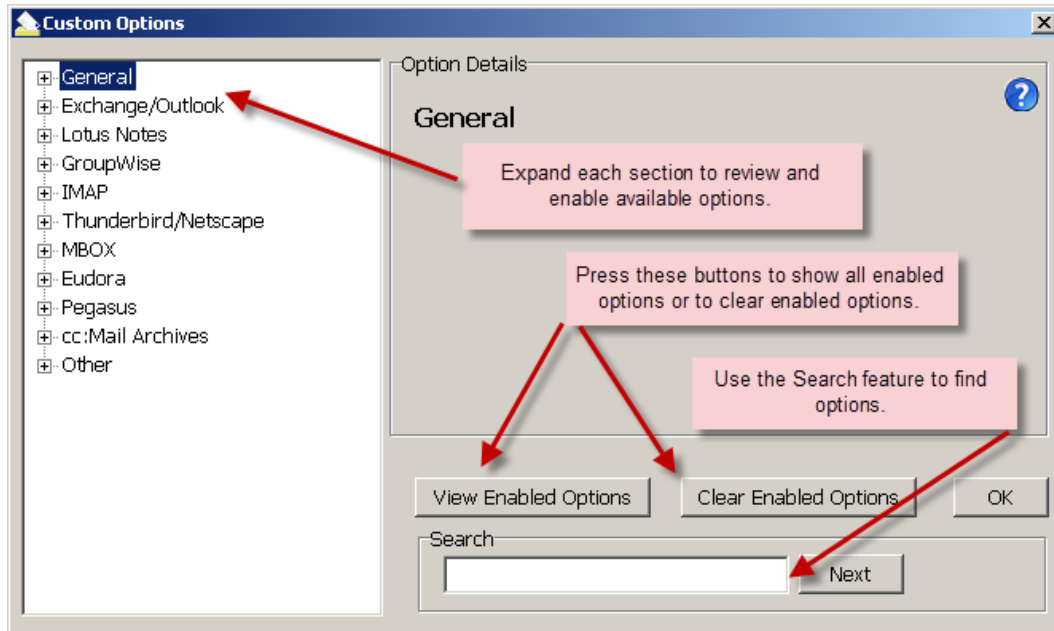 Custom Options
General
Exchange/Outlook
Lotus Notes
GroupWise
IMAP
Thunderbird/Netscape
MBOX
Eudora
Pegasus
cc:Mail Archives
Other
Option Details
?
General
Expand each section to review and
enable available options.
Press these buttons to show all enabled
options or to clear enabled options.
Use the Search feature to find
options.
View Enabled Options
Clear Enabled Options
OK
Search
Next